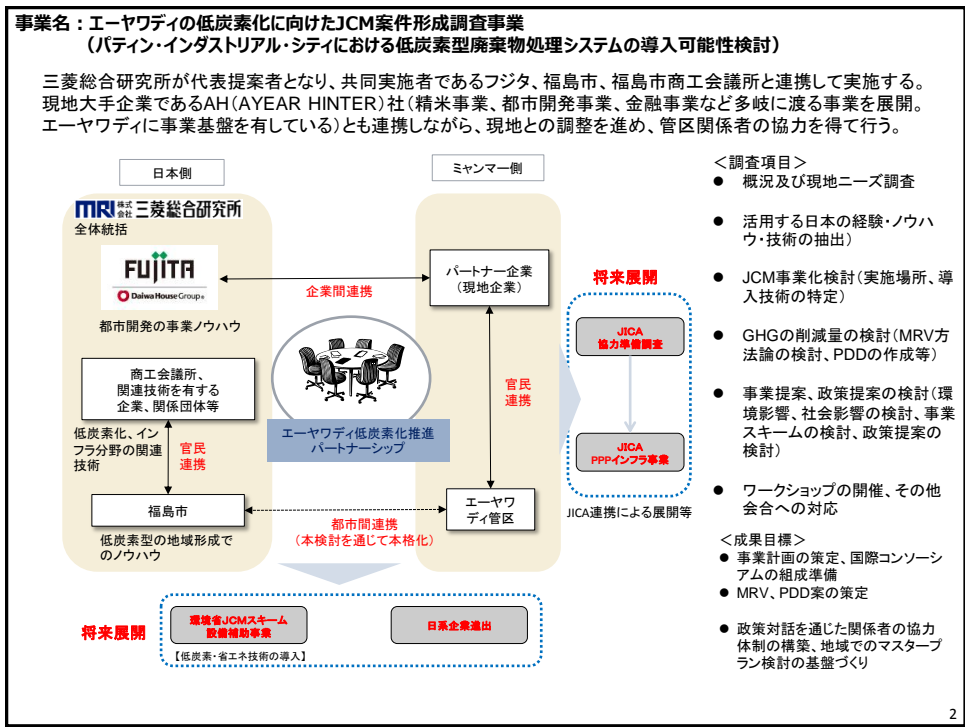 事業名：エーヤワディの低炭素化に向けたJCM案件形成調査事業
（パティン・インダストリアル・シティにおける低炭素型廃棄物処理システムの導入可能性検討）
三菱総合研究所が代表提案者となり、共同実施者であるフジタ、福島市、福島市商工会議所と連携して実施する。
現地大手企業であるAH（AYEAR HINTER）社（精米事業、都市開発事業、金融事業など多岐に渡る事業を展開。
エーヤワディに事業基盤を有している）とも連携しながら、現地との調整を進め、管区関係者の協力を得て行う。
日本側
ミャンマー側
MRI 株式会社 三菱総合研究所
全体統括
FUJITA
Daiwa House Group®
都市開発の事業ノウハウ
企業間連携
パートナー企業
（現地企業）
商工会議所、
関連技術を有する
企業、関係団体等
低炭素化、イン
フラ分野の関連
技術
官民
連携
エーヤワディ低炭素化推進
パートナーシップ
官民
連携
福島市
低炭素型の地域形成で
のノウハウ
都市間連携
（本検討を通じて本格化）
エーヤワ
ディ管区
将来展開
JICA
協力準備調査
JICA
PPPインフラ事業
JICA連携による展開等
将来展開
環境省JCMスキーム
設備補助事業
【低炭素・省エネ技術の導入】
日系企業進出
＜調査項目＞
● 概況及び現地ニーズ調査
● 活用する日本の経験・ノウハ
ウ・技術の抽出）
● JCM事業化検討（実施場所、導
入技術の特定）
● GHGの削減量の検討（MRV方
法論の検討、PDDの作成等）
● 事業提案、政策提案の検討（環
境影響、社会影響の検討、事業
スキームの検討、政策提案の
検討）
● ワークショップの開催、その他
会合への対応
＜成果目標＞
● 事業計画の策定、国際コンソーシ
アムの組成準備
● MRV、PDD案の策定
● 政策対話を通じた関係者の協力
体制の構築、地域でのマスタープ
ラン検討の基盤づくり
2